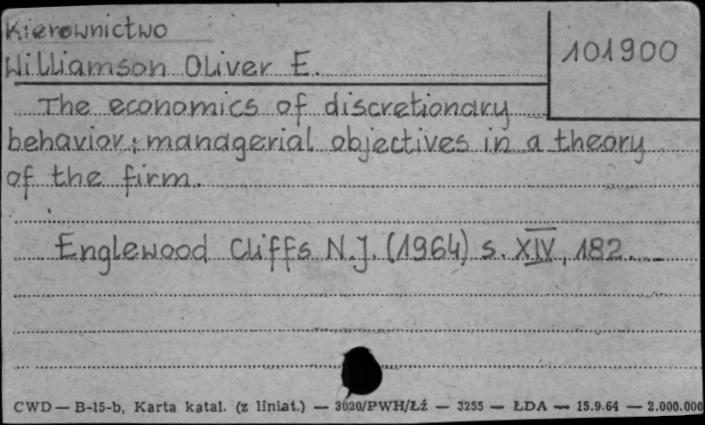 Kierownictwo
Williamson Oliver E.
101900
The economics of discretionary
behavior: managerial objectives in a theory
of the firm.
Englewood Cliffs N.J. (1964) s. XIV, 182.
CWD — B-15-b, Karta katal. (z liniat.) — 3020/PWH/Łź — 3255 — ŁDA — 15.9.64 — 2.000.000